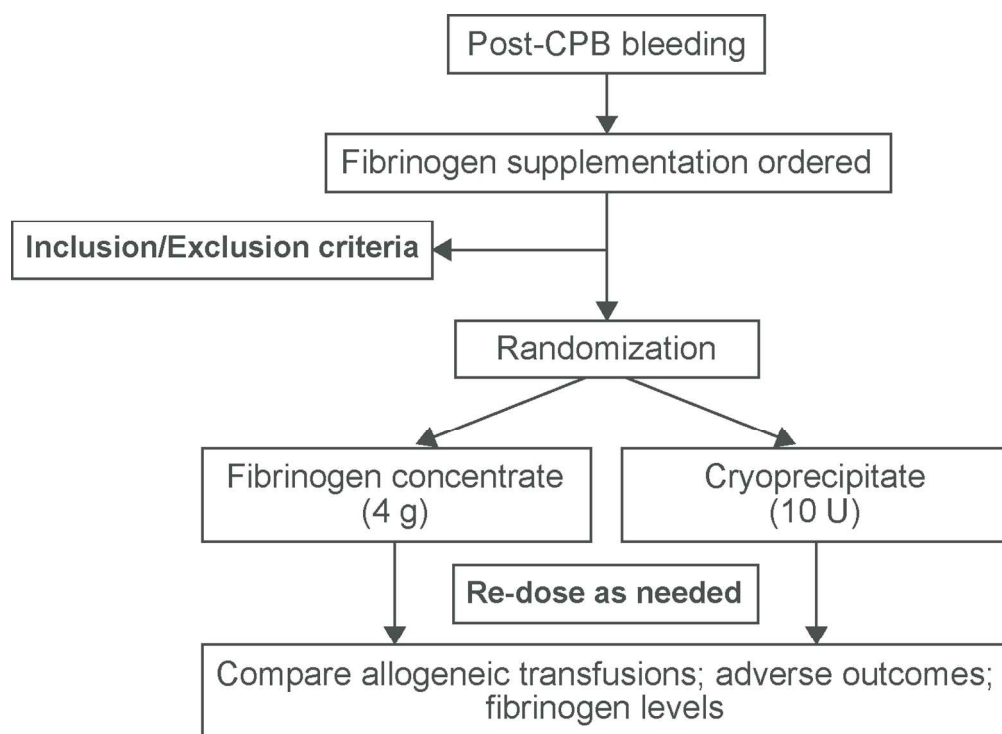 Post-CPB bleeding
Fibrinogen supplementation ordered
Inclusion/Exclusion criteria
Randomization
Fibrinogen concentrate
(4 g)
Cryoprecipitate
(10 U)
Re-dose as needed
Compare allogeneic transfusions; adverse outcomes;
fibrinogen levels